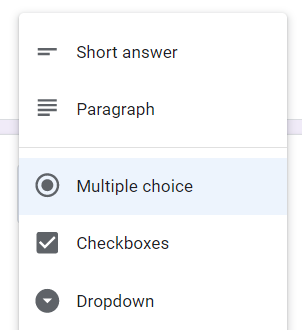 Short answer
Paragraph
Multiple choice
Checkboxes
Dropdown